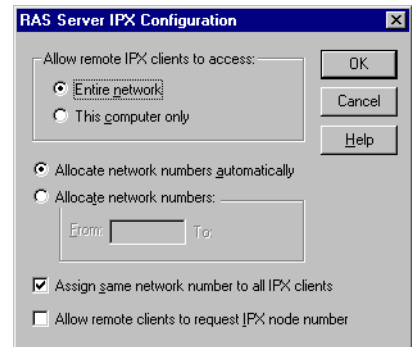 RAS Server IPX Configuration
Allow remote IPX clients to access:
Entire network
This computer only
OK
Cancel
Help
Allocate network numbers automatically
Allocate network numbers:
From: To:
Assign same network number to all IPX clients
Allow remote clients to request IPX node number